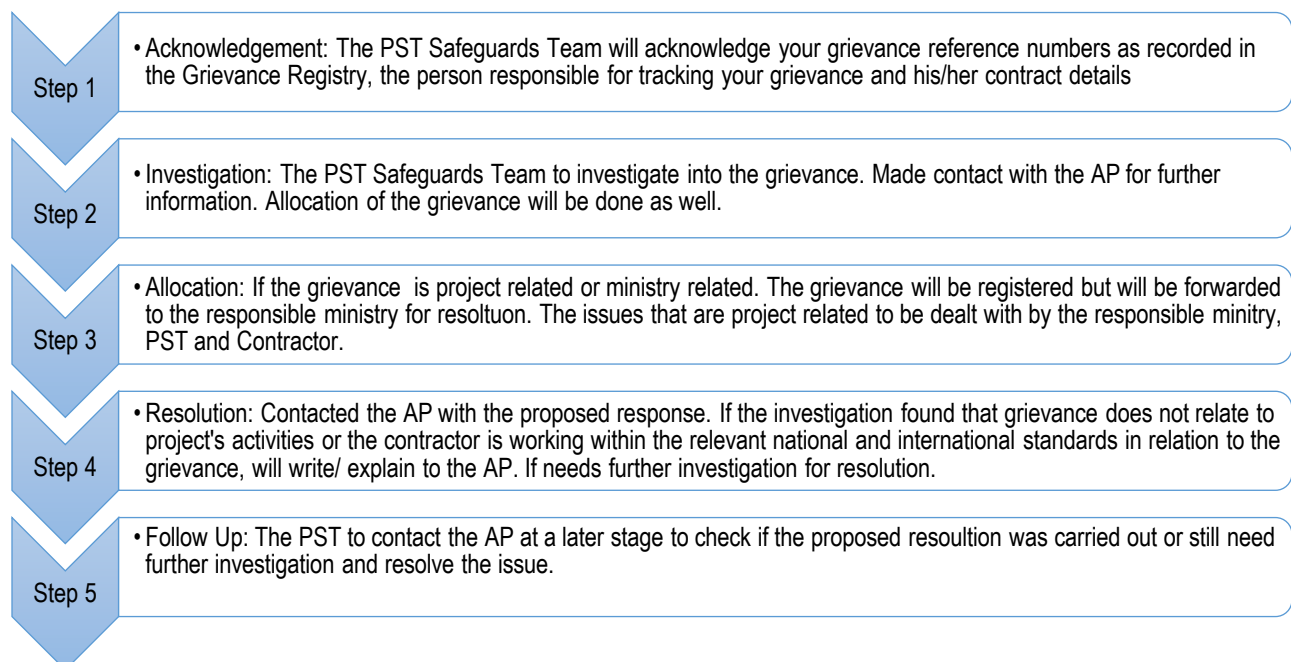 Step 1
• Acknowledgement: The PST Safeguards Team will acknowledge your grievance reference numbers as recorded in
the Grievance Registry, the person responsible for tracking your grievance and his/her contract details
Step 2
• Investigation: The PST Safeguards Team to investigate into the grievance. Made contact with the AP for further
information. Allocation of the grievance will be done as well.
Step 3
• Allocation: If the grievance is project related or ministry related. The grievance will be registered but will be forwarded
to the responsible ministry for resoltuon. The issues that are project related to be dealt with by the responsible minitry,
PST and Contractor.
Step 4
• Resolution: Contacted the AP with the proposed response. If the investigation found that grievance does not relate to
project's activities or the contractor is working within the relevant national and international standards in relation to the
grievance, will write/ explain to the AP. If needs further investigation for resolution.
Step 5
• Follow Up: The PST to contact the AP at a later stage to check if the proposed resoultion was carried out or still need
further investigation and resolve the issue.